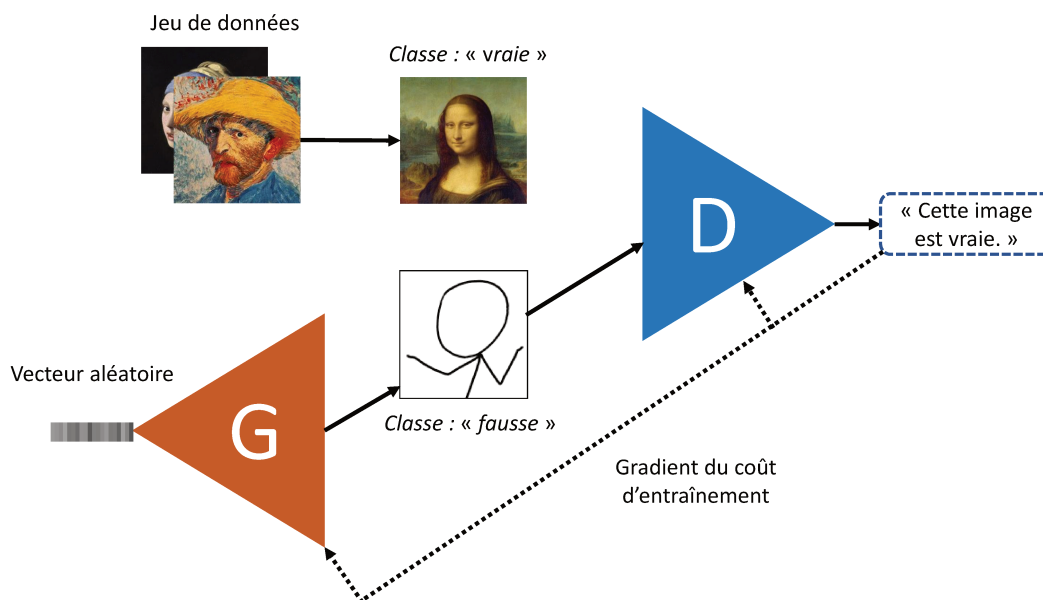 Jeu de données
Classe : « vraie »
D
« Cette image
est vraie. »
Vecteur aléatoire
G
Classe : « fausse »
Gradient du coût
d’entraînement